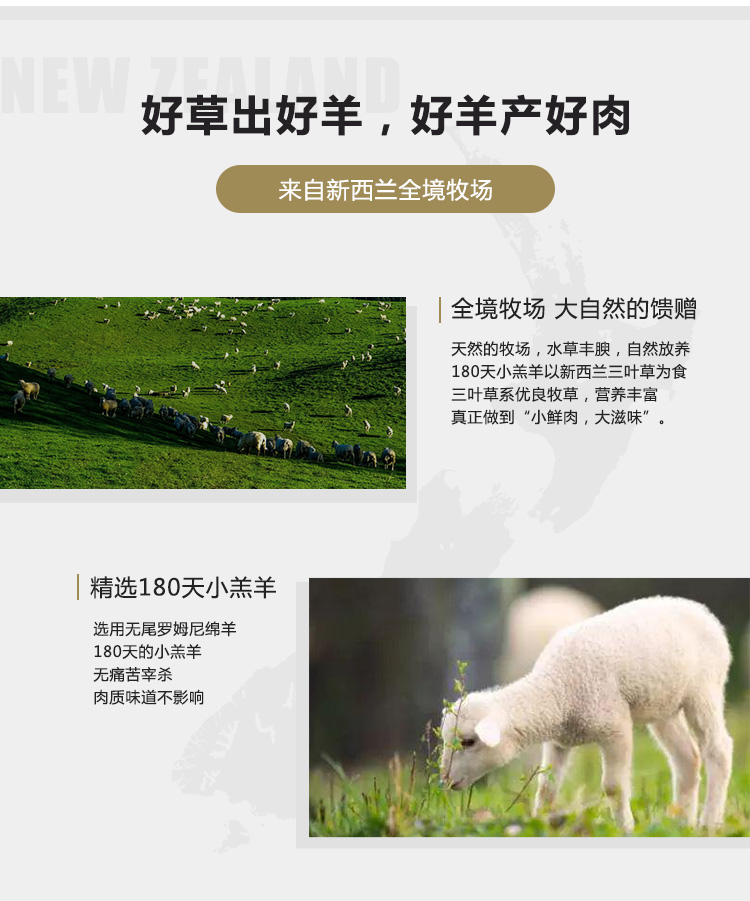 NEW ZEALAND
好草出好羊，好羊产好肉
来自新西兰全境牧场
全境牧场 大自然的馈赠
天然的牧场，水草丰腴，自然放养
180天小羔羊以新西兰三叶草为食
三叶草系优良牧草，营养丰富
真正做到“小鲜肉，大滋味”。
精选180天小羔羊
选用无尾罗姆尼绵羊
180天的小羔羊
无痛苦宰杀
肉质味道不影响